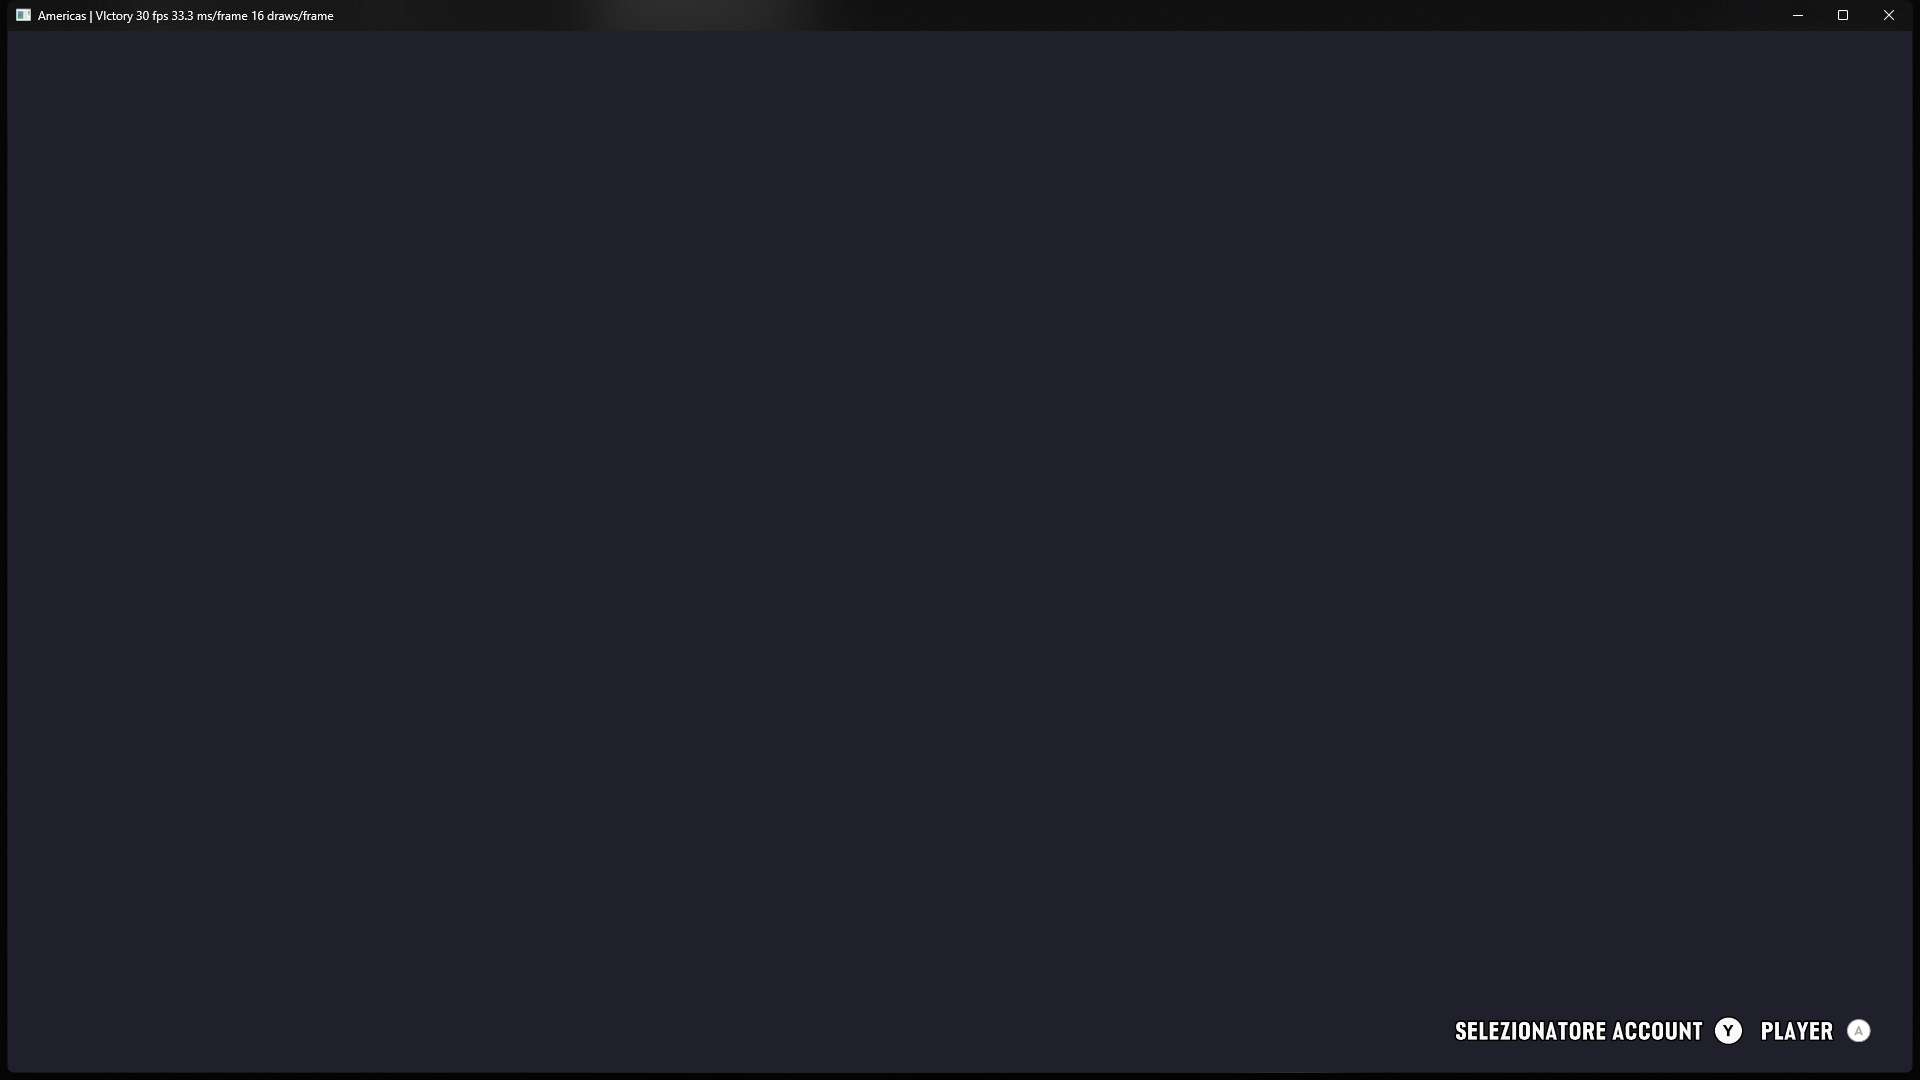 Americas | VIctory 30 fps 33.3 ms/frame 16 draws/frame
SELEZIONATORE ACCOUNT Y PLAYER A